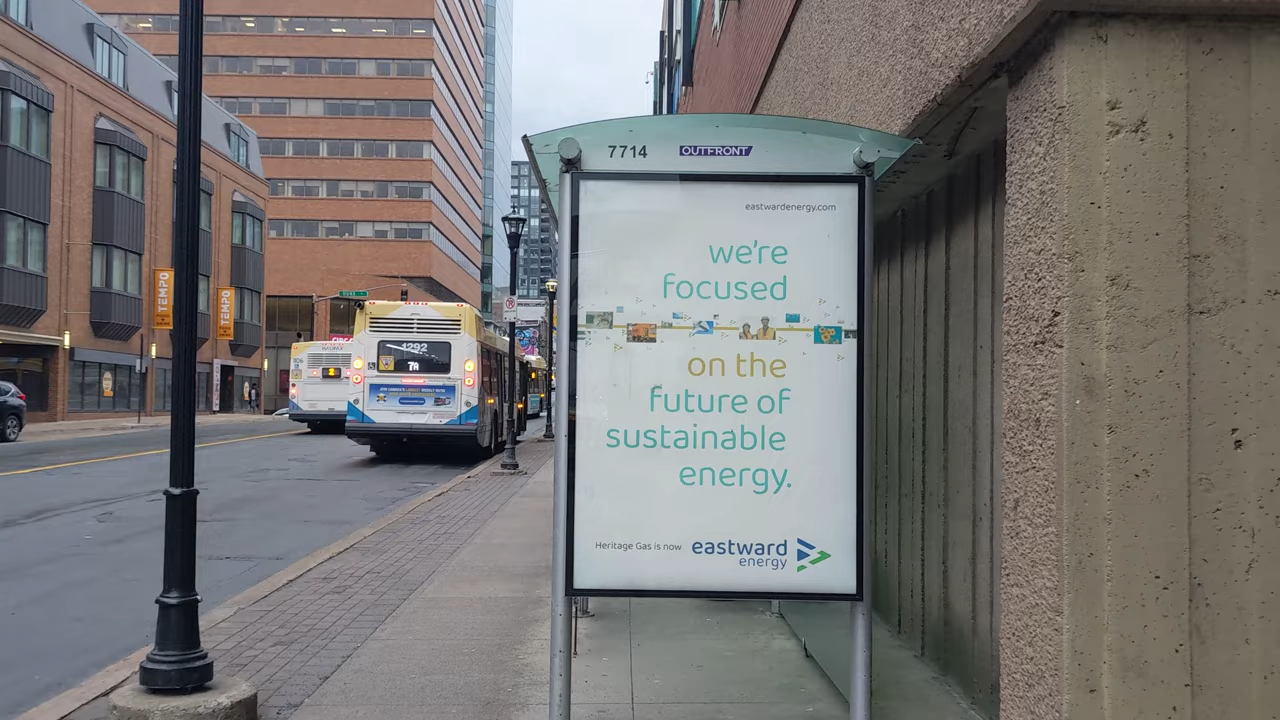 7714 OUTFRONT
eastwardenergy.com
we're
focused
on the
future of
sustainable
energy.
Heritage Gas is now eastward
energy
TEMPO
TEMPO
1292
7A